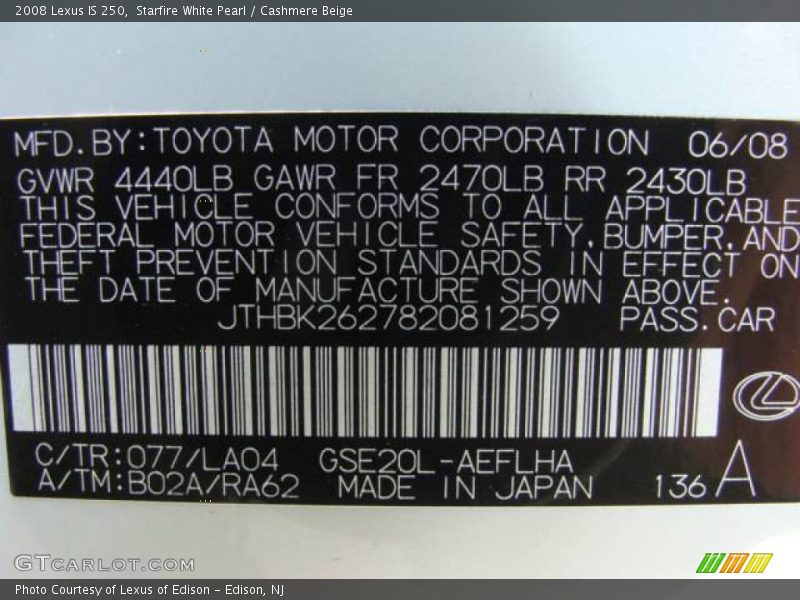 2008 Lexus IS 250,  Starfire White Pearl / Cashmere Beige
MFD.BY:TOYOTA MOTOR CORPORATION 06/08
GVWR 4440LB GAWR FR 2470LB RR 2430LB
THIS VEHICLE CONFORMS TO ALL APPLICABLE
FEDERAL MOTOR VEHICLE SAFETY,BUMPER,AND
THEFT PREVENTION STANDARDS IN EFFECT ON
THE DATE OF MANUFACTURE SHOWN ABOVE.
JTHBK262782081259 PASS.CAR
C/TR:077/LA04 GSE20L-AEFLHA
A/TM:B02A/RA62 MADE IN JAPAN 136 A
GTCarLot.com
Photo Courtesy of Lexus of Edison - Edison, NJ